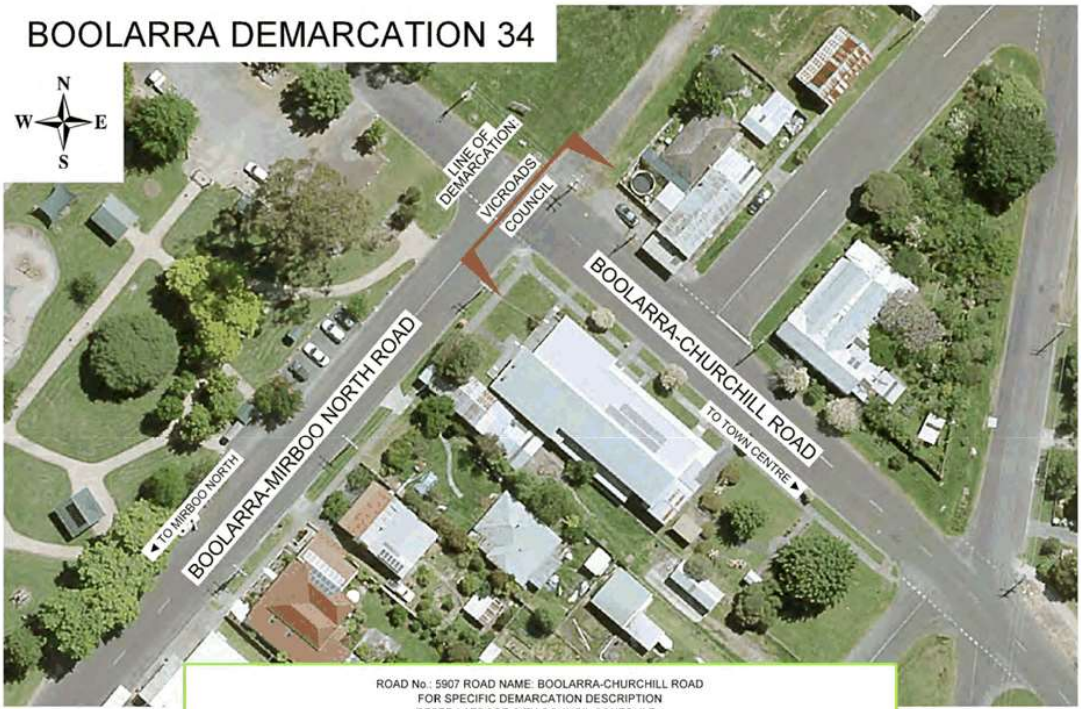 BOOLARRA DEMARCATION 34
N
W E
S
LINE OF
DEMARCATION:
VICROADS
COUNCIL
BOOLARRA-CHURCHILL ROAD
TO TOWN CENTRE ►
BOOLARRA-MIRBOO NORTH ROAD
◄ TO MIRBOO NORTH
ROAD No.: 5907 ROAD NAME: BOOLARRA-CHURCHILL ROAD
FOR SPECIFIC DEMARCATION DESCRIPTION